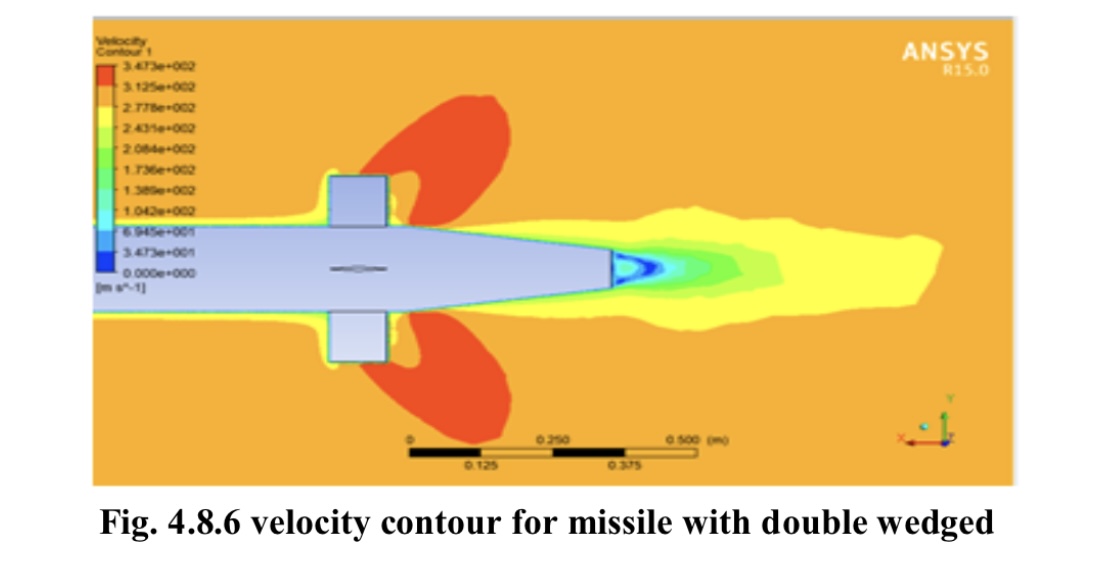 Velocity
Contour 1
3.473e+002
3.125e+002
2.778e+002
2.431e+002
2.084e+002
1.736e+002
1.389e+002
1.042e+002
6.945e+001
3.473e+001
0.000e+000
[m s^-1]
ANSYS
R15.0
0 0.250 0.500 (m)
0.125 0.375
Y
X Z
Fig. 4.8.6 velocity contour for missile with double wedged